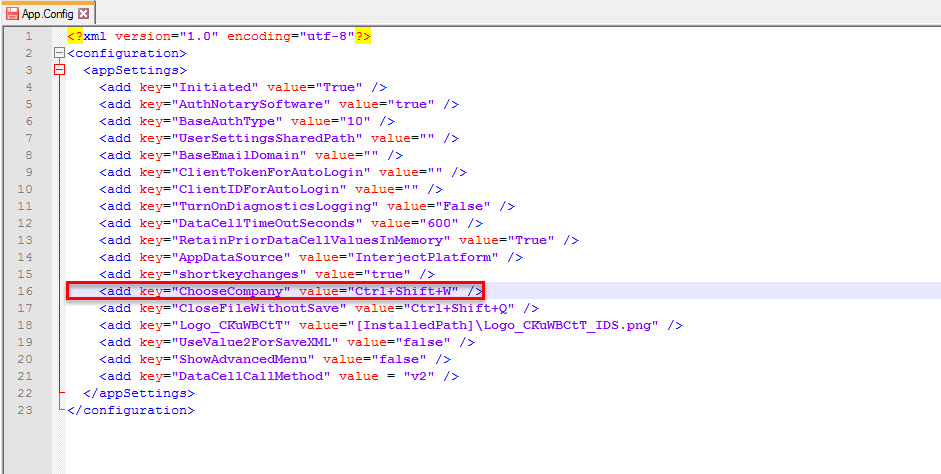 App.Config
1 <?xml version="1.0" encoding="utf-8"?>
2 <configuration>
3 <appSettings>
4 <add key="Initiated" value="True" />
5 <add key="AuthNotarySoftware" value="true" />
6 <add key="BaseAuthType" value="10" />
7 <add key="UserSettingsSharedPath" value="" />
8 <add key="BaseEmailDomain" value="" />
9 <add key="ClientTokenForAutoLogin" value="" />
10 <add key="ClientIDForAutoLogin" value="" />
11 <add key="TurnOnDiagnosticsLogging" value="False" />
12 <add key="DataCellTimeOutSeconds" value="600" />
13 <add key="RetainPriorDataCellValuesInMemory" value="True" />
14 <add key="AppDataSource" value="InterjectPlatform" />
15 <add key="shortkeychanges" value="true" />
16 <add key="ChooseCompany" value="Ctrl+Shift+W" />
17 <add key="CloseFileWithoutSave" value="Ctrl+Shift+Q" />
18 <add key="Logo_CKuWBCtT" value="[InstalledPath]\Logo_CKuWBCtT_IDS.png" />
19 <add key="UseValue2ForSaveXML" value="false" />
20 <add key="ShowAdvancedMenu" value="false" />
21 <add key="DataCellCallMethod" value = "v2" />
22 </appSettings>
23 </configuration>